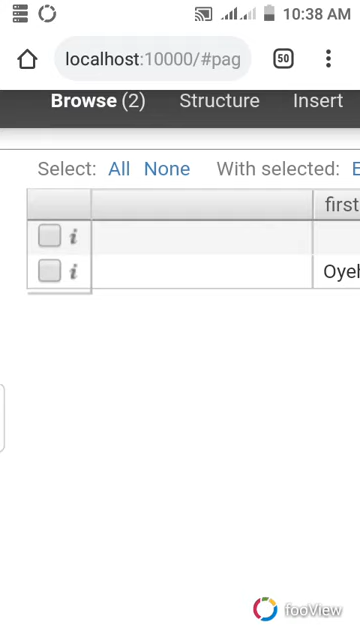 10:38 AM
localhost:10000/#pag
50
Browse (2) Structure Insert
Select: All None With selected: E
first
i
i Oyeh
fooView